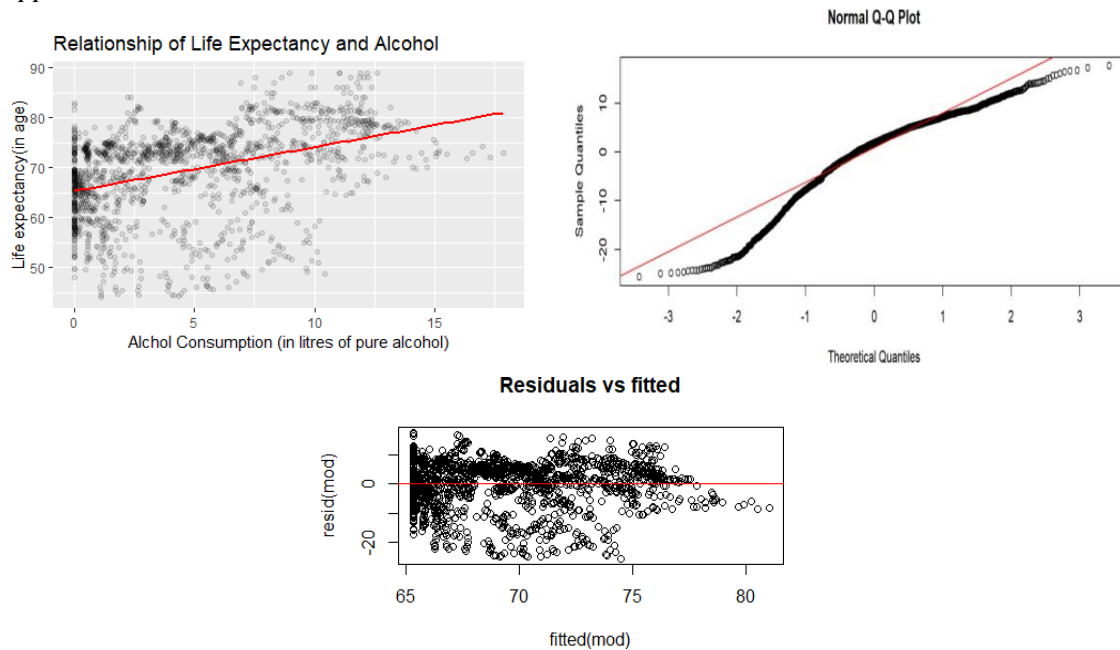 Relationship of Life Expectancy and Alcohol
Life expectancy(in age)
90
80
70
60
50
0 5 10 15
Alchol Consumption (in litres of pure alcohol)
Normal Q-Q Plot
Sample Quantiles
10
0
-10
-20
-3 -2 -1 0 1 2 3
Theoretical Quantiles
Residuals vs fitted
resid(mod)
0
-20
65 70 75 80
fitted(mod)